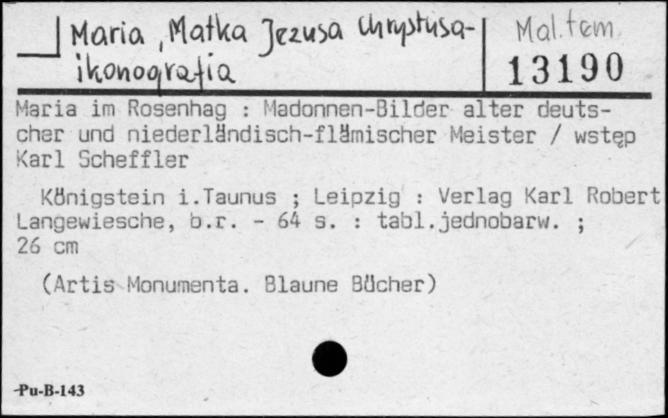 Maria, Matka Jezusa Chrystusa-
ikonografia
Mal.tem.
13190
Maria im Rosenhag : Madonnen-Bilder alter deuts-
cher und niederländisch-flämischer Meister / wstęp
Karl Scheffler
Königstein i.Taunus ; Leipzig : Verlag Karl Robert
Langewiesche, b.r. - 64 s. : tabl.jednobarw. ;
26 cm
(Artis Monumenta. Blaune Bücher)
Pu-B-143